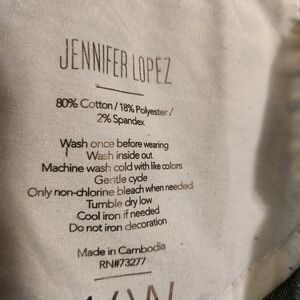 JENNIFER LOPEZ
80% Cotton / 18% Polyester /
2% Spandex
Wash once before wearing
Wash inside out
Machine wash cold with like colors
Gentle cycle
Only non-chlorine bleach when needed
Tumble dry low
Cool iron if needed
Do not iron decoration
Made in Cambodia
RN#73277